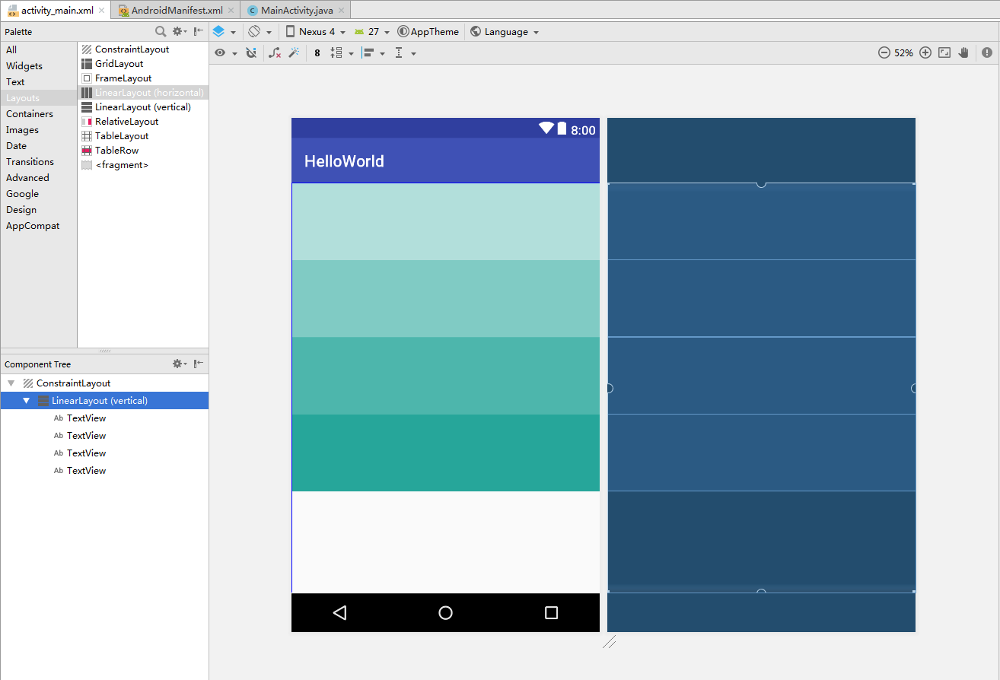 activity_main.xml AndroidManifest.xml MainActivity.java
Palette Nexus 4 27 AppTheme Language
8 52%
All
Widgets
Text
Layouts
Containers
Images
Date
Transitions
Advanced
Google
Design
AppCompat
ConstraintLayout
GridLayout
FrameLayout
LinearLayout (horizontal)
LinearLayout (vertical)
RelativeLayout
TableLayout
TableRow
<fragment>
Component Tree
ConstraintLayout
LinearLayout (vertical)
Ab TextView
Ab TextView
Ab TextView
Ab TextView
8:00
HelloWorld